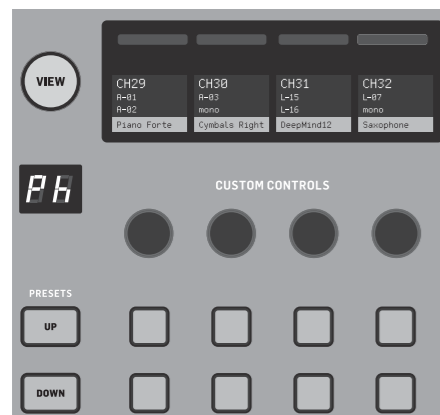 VIEW
CH29 CH30 CH31 CH32
A-01 A-03 L-15 L-07
A-02 mono L-16 mono
Piano Forte Cymbals Right DeepMind12 Saxophone
Ph
CUSTOM CONTROLS
PRESETS
UP
DOWN